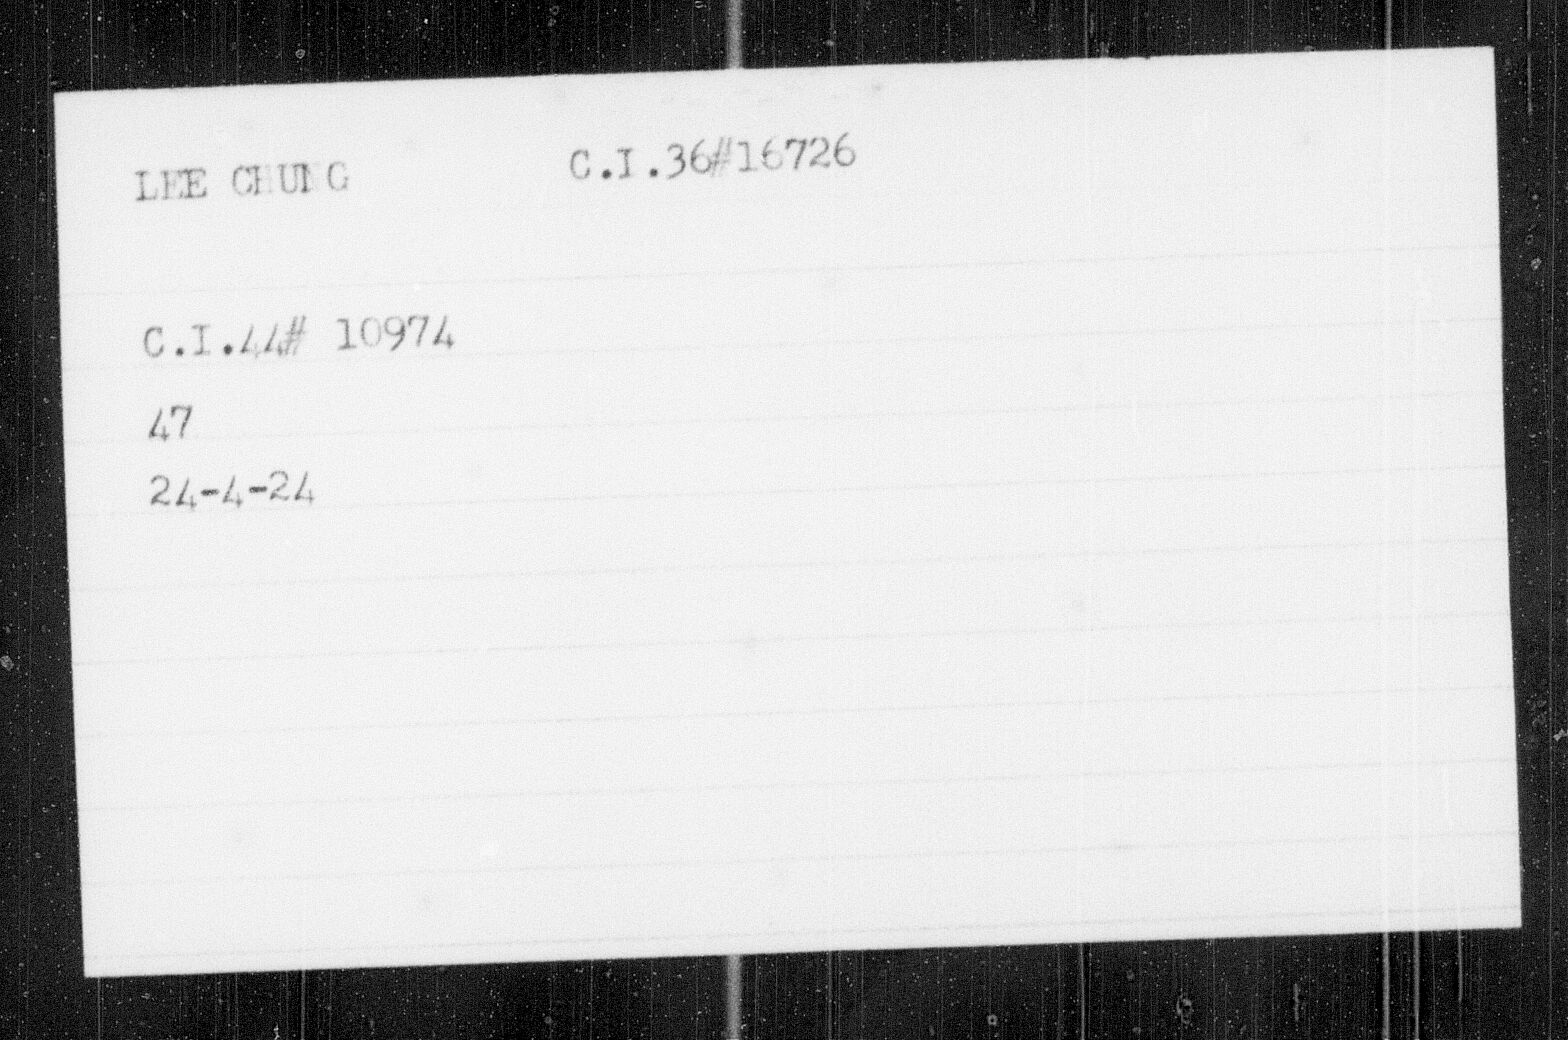 LEE CHUNG C.I.36#16726
C.I.44# 10974
47
24-4-24